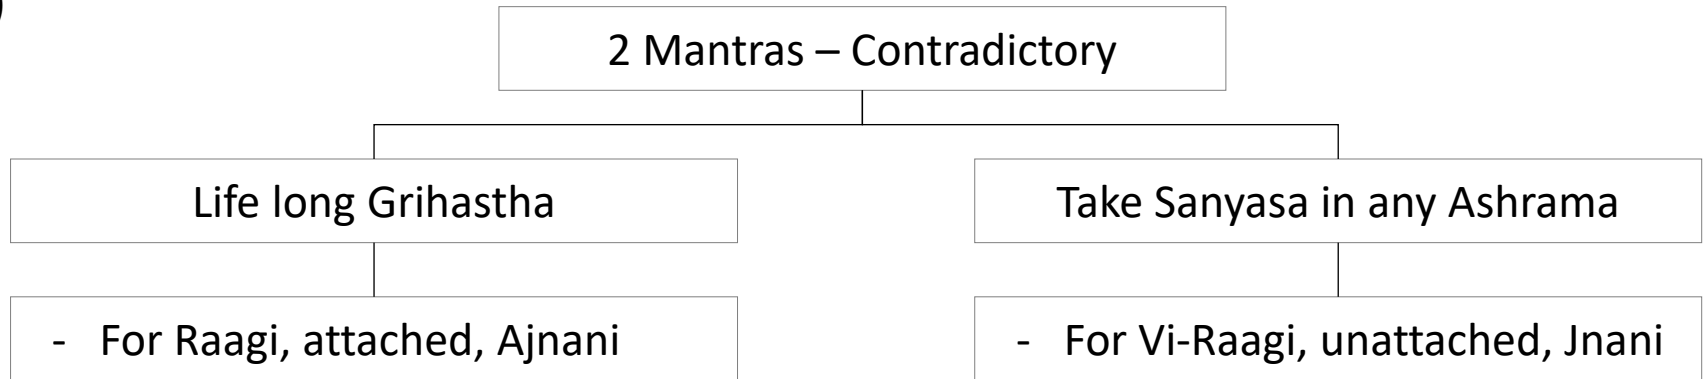 )
2 Mantras – Contradictory
Life long Grihastha
Take Sanyasa in any Ashrama
- For Raagi, attached, Ajnani
- For Vi-Raagi, unattached, Jnani